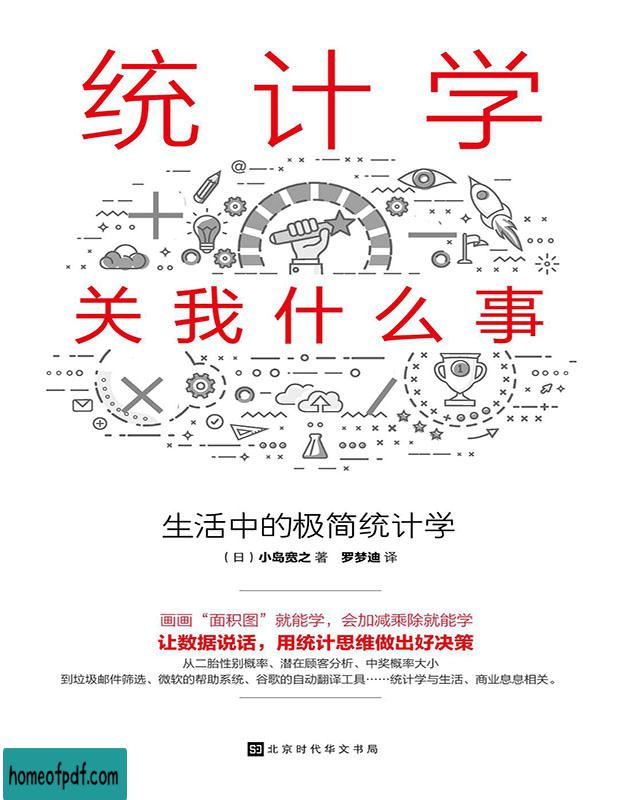 统计学
@
关我什么事
1
生活中的极简统计学
（日）小岛宽之 著 罗梦迪 译
画画“面积图”就能学，会加减乘除就能学
让数据说话，用统计思维做出好决策
从二胎性别概率、潜在顾客分析、中奖概率大小
到垃圾邮件筛选、微软的帮助系统、谷歌的自动翻译工具……统计学与生活、商业息息相关。
北京时代华文书局
homeofpdf.com